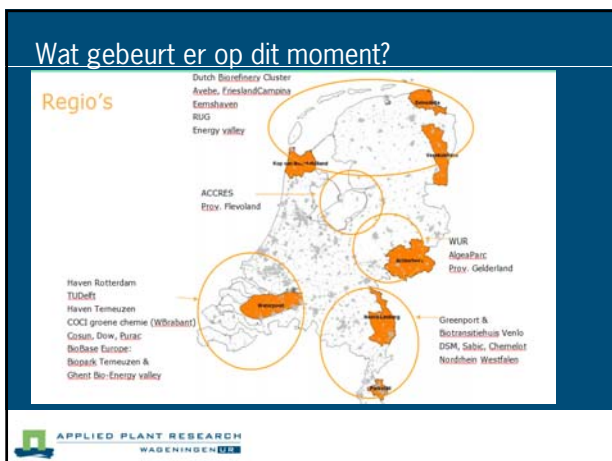 Wat gebeurt er op dit moment?
Regio's
Dutch Biorefinery Cluster
Avebe, FrieslandCampina
Eemshaven
RUG
Energy valley
ACCRES
Prov. Flevoland
WUR
AlgeaParc
Prov. Gelderland
Haven Rotterdam
TUDelft
Haven Terneuzen
COCI groene chemie (WBrabant)
Cosun, Dow, Purac
BioBase Europe:
Biopark Terneuzen &
Ghent Bio-Energy valley
Greenport &
Biotransitiehuis Venlo
DSM, Sabic, Chemelot
Nordrhein Westfalen
APPLIED PLANT RESEARCH
WAGENINGEN UR